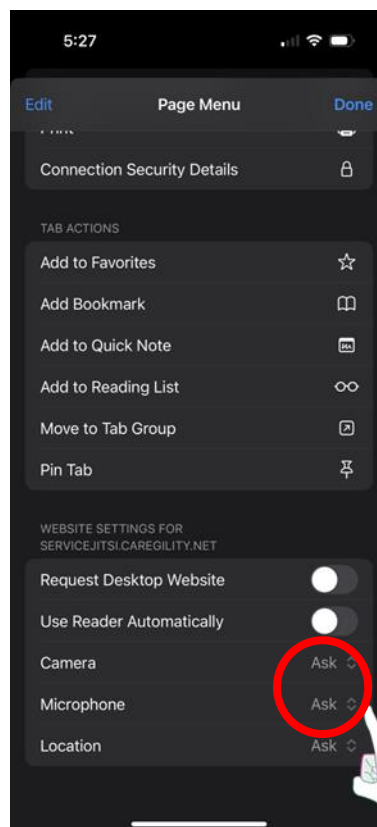 5:27
Edit Page Menu Done
Connection Security Details
TAB ACTIONS
Add to Favorites
Add Bookmark
Add to Quick Note
Add to Reading List
Move to Tab Group
Pin Tab
WEBSITE SETTINGS FOR
SERVICEJITSI.CAREGILITY.NET
Request Desktop Website
Use Reader Automatically
Camera Ask
Microphone Ask
Location Ask